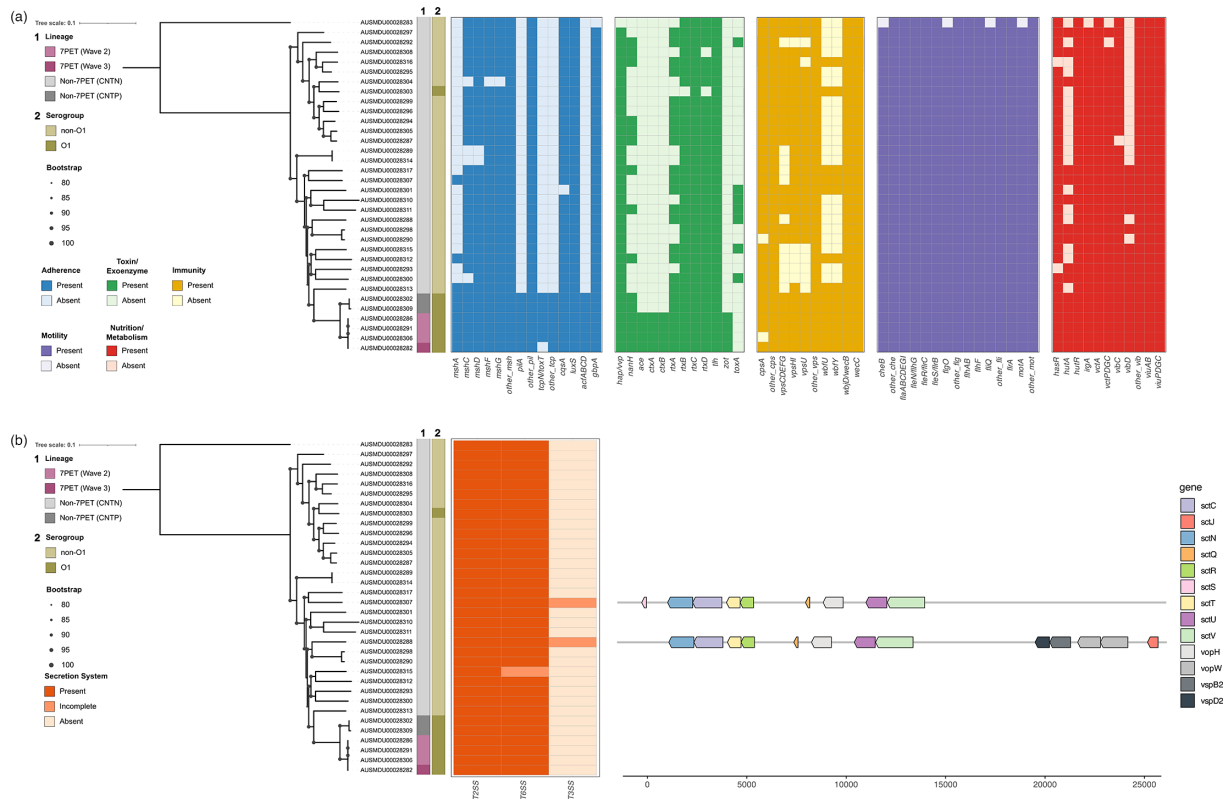 (a)
Tree scale: 0.1
1 Lineage
7PET (Wave 2)
7PET (Wave 3)
Non-7PET (CNTN)
Non-7PET (CNTP)
2 Serogroup
non-O1
O1
Bootstrap
80
85
90
95
100
Adherence
Present
Absent
Toxin/
Exoenzyme
Present
Absent
Immunity
Present
Absent
Motility
Present
Absent
Nutrition/
Metabolism
Present
Absent
1 2
AUSMDU00028283
AUSMDU00028297
AUSMDU00028292
AUSMDU00028308
AUSMDU00028316
AUSMDU00028295
AUSMDU00028304
AUSMDU00028303
AUSMDU00028299
AUSMDU00028296
AUSMDU00028294
AUSMDU00028305
AUSMDU00028287
AUSMDU00028289
AUSMDU00028314
AUSMDU00028317
AUSMDU00028307
AUSMDU00028301
AUSMDU00028310
AUSMDU00028311
AUSMDU00028288
AUSMDU00028298
AUSMDU00028290
AUSMDU00028315
AUSMDU00028312
AUSMDU00028293
AUSMDU00028300
AUSMDU00028313
AUSMDU00028302
AUSMDU00028309
AUSMDU00028286
AUSMDU00028291
AUSMDU00028306
AUSMDU00028282
mshA
mshC
mshD
mshF
mshG
other_msh
pilA
other_pil
tcpN/toxT
other_tcp
cqsA
luxS
acfABCD
gbpA
hap/vvp
nanH
ace
ctxA
ctxB
rtxA
rtxB
rtxC
rtxD
tlh
zot
toxA
cpsA
other_cps
vpsCDEFG
vpsHI
vpsU
other_vps
wbfU
wbfY
wbjD/wecB
wecC
cheB
other_che
flaABCDEGI
fleN/flhG
fleR/flrC
fleS/flrB
flgO
other_flg
flhAB
flhF
fliQ
other_fli
flrA
motA
other_mot
hasR
hutA
hutR
irgA
vctA
vctPDGC
vibC
vibD
other_vib
viuAB
viuPDGC
(b)
Tree scale: 0.1
1 Lineage
7PET (Wave 2)
7PET (Wave 3)
Non-7PET (CNTN)
Non-7PET (CNTP)
2 Serogroup
non-O1
O1
Bootstrap
80
85
90
95
100
Secretion System
Present
Incomplete
Absent
1 2
AUSMDU00028283
AUSMDU00028297
AUSMDU00028292
AUSMDU00028308
AUSMDU00028316
AUSMDU00028295
AUSMDU00028304
AUSMDU00028303
AUSMDU00028299
AUSMDU00028296
AUSMDU00028294
AUSMDU00028305
AUSMDU00028287
AUSMDU00028289
AUSMDU00028314
AUSMDU00028317
AUSMDU00028307
AUSMDU00028301
AUSMDU00028310
AUSMDU00028311
AUSMDU00028288
AUSMDU00028298
AUSMDU00028290
AUSMDU00028315
AUSMDU00028312
AUSMDU00028293
AUSMDU00028300
AUSMDU00028313
AUSMDU00028302
AUSMDU00028309
AUSMDU00028286
AUSMDU00028291
AUSMDU00028306
AUSMDU00028282
T2SS
T6SS
T3SS
0
5000
10000
15000
20000
25000
gene
sctC
sctJ
sctN
sctQ
sctR
sctS
sctT
sctU
sctV
vopH
vopW
vspB2
vspD2